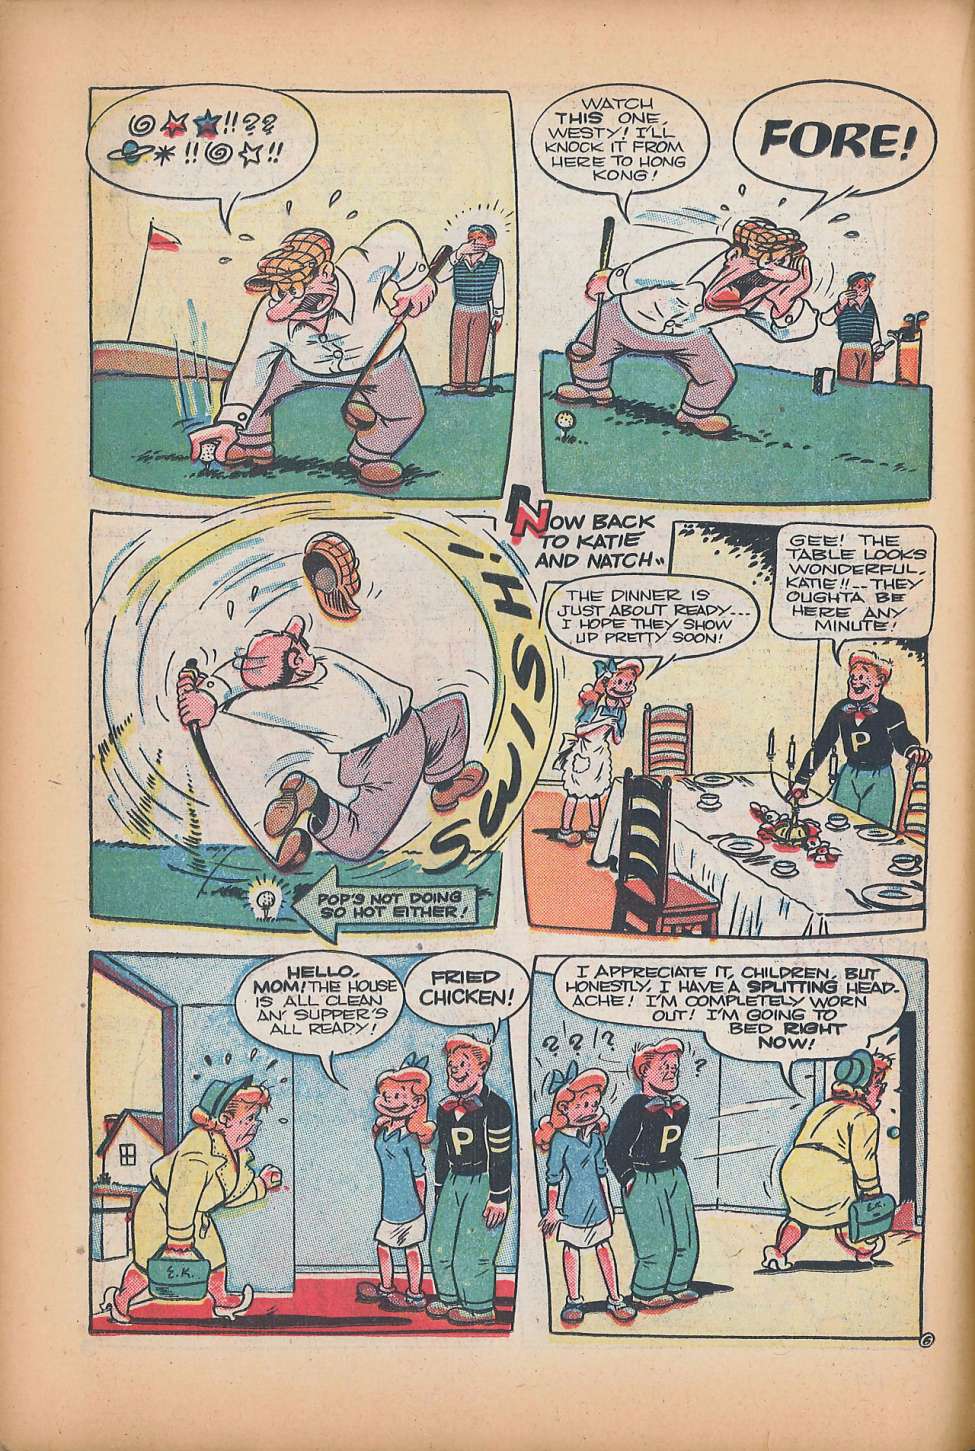 !!??
* !! !!
WATCH
THIS ONE,
WESTY! I'LL
KNOCK IT FROM
HERE TO HONG
KONG!
FORE!
SWISH!
POP'S NOT DOING
SO HOT EITHER!
NOW BACK
TO KATIE
AND NATCH..
THE DINNER IS
JUST ABOUT READY...
I HOPE THEY SHOW
UP PRETTY SOON!
GEE! THE
TABLE LOOKS
WONDERFUL,
KATIE!!--THEY
OUGHTA BE
HERE ANY
MINUTE!
P
HELLO,
MOM! THE HOUSE
IS ALL CLEAN
AN' SUPPER'S
ALL READY!
FRIED
CHICKEN!
P
E.K.
I APPRECIATE IT, CHILDREN, BUT
HONESTLY, I HAVE A SPLITTING HEAD-
ACHE! I'M COMPLETELY WORN
OUT! I'M GOING TO
BED RIGHT
NOW!
? ? ! ?
?
P
E.K.
6